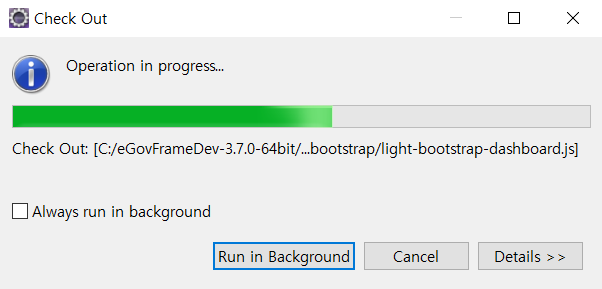 Check Out
Operation in progress...
Check Out: [C:/eGovFrameDev-3.7.0-64bit/...bootstrap/light-bootstrap-dashboard.js]
Always run in background
Run in Background Cancel Details >>